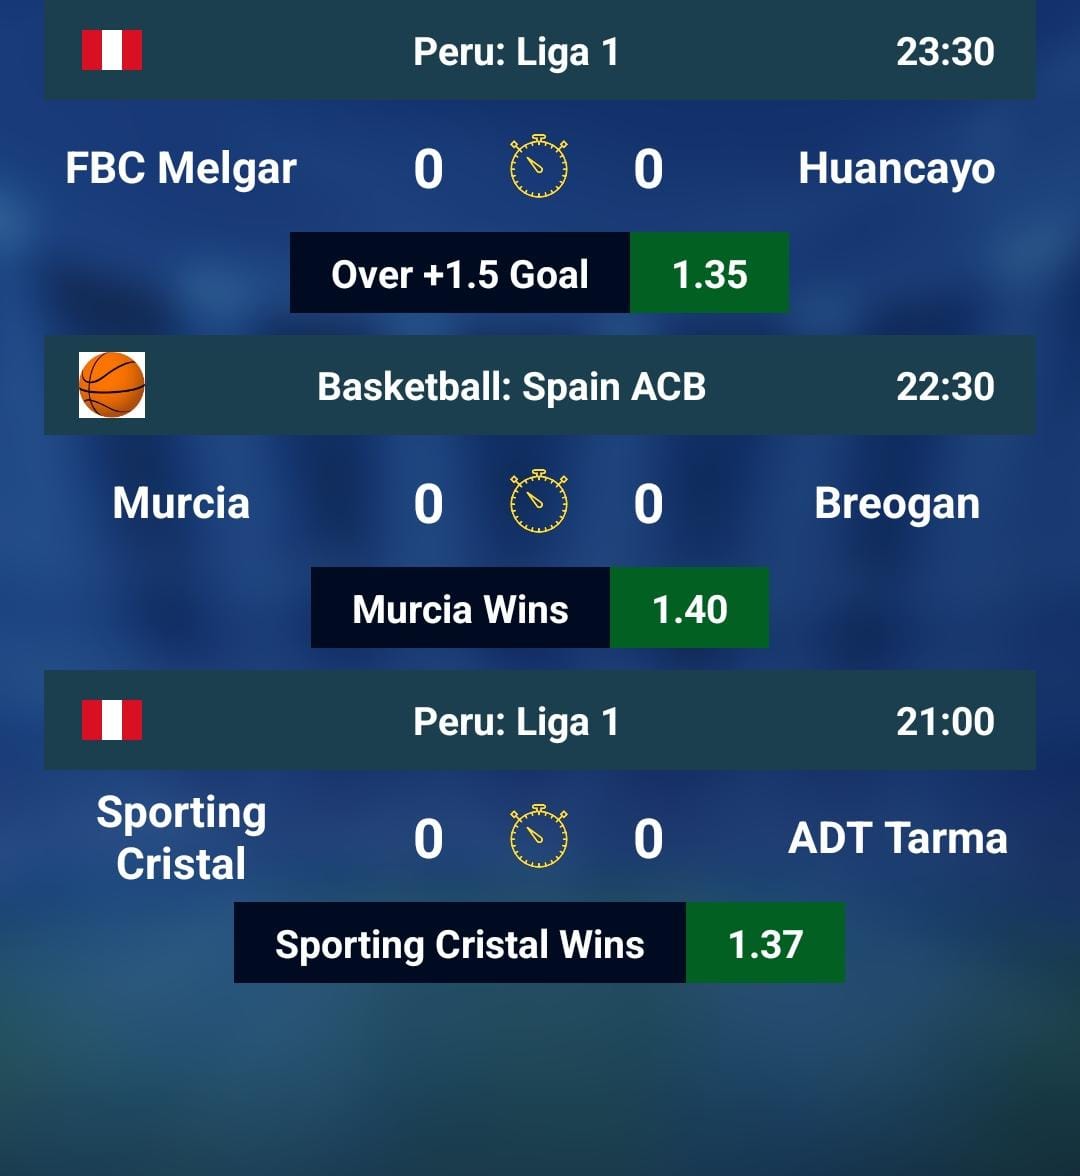 Peru: Liga 1 23:30
FBC Melgar 0 0 Huancayo
Over +1.5 Goal 1.35
Basketball: Spain ACB 22:30
Murcia 0 0 Breogan
Murcia Wins 1.40
Peru: Liga 1 21:00
Sporting
Cristal 0 0 ADT Tarma
Sporting Cristal Wins 1.37